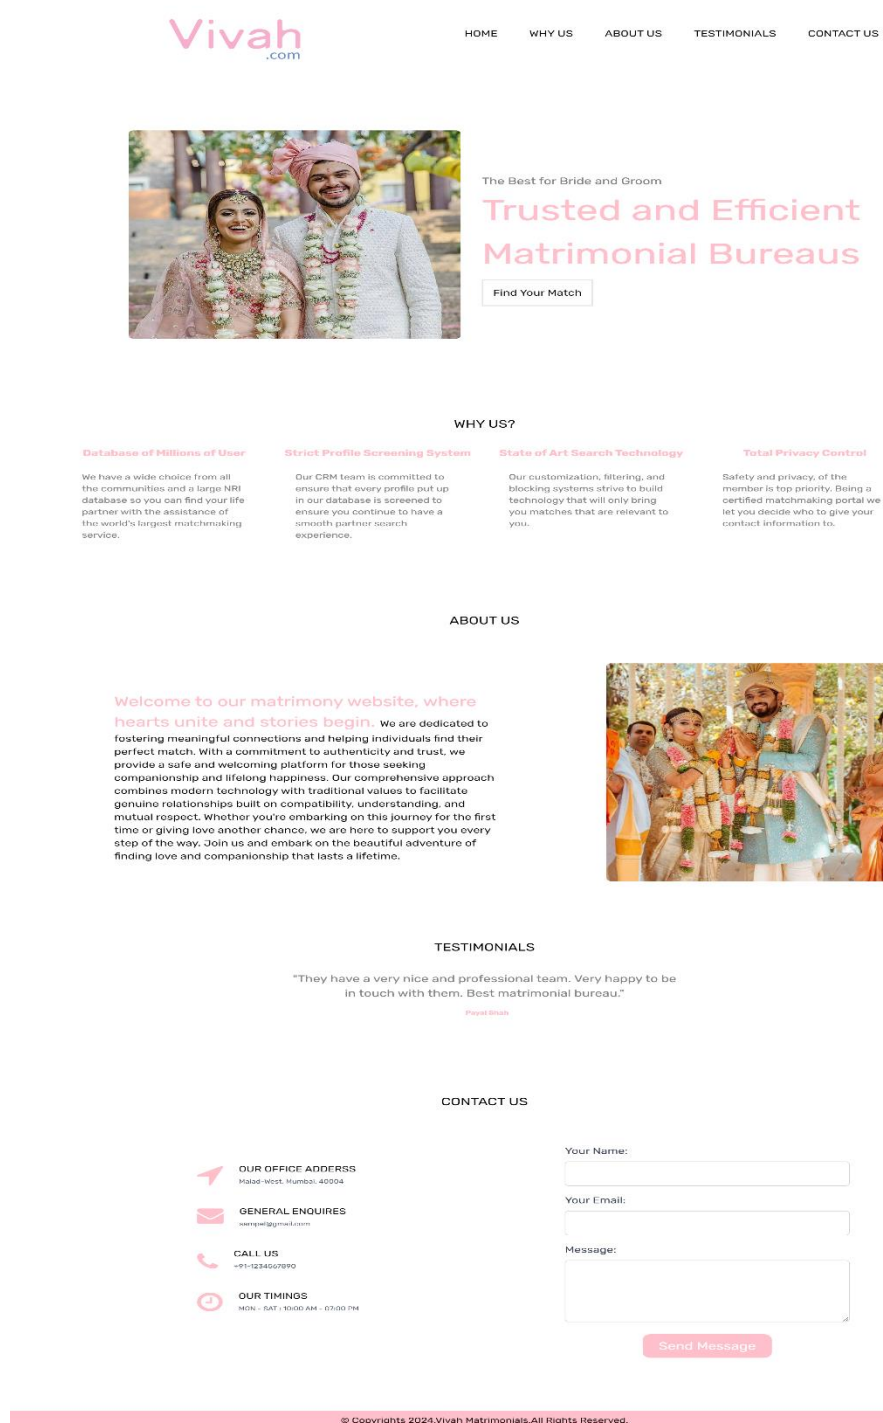 Vivah
.com
HOME WHY US ABOUT US TESTIMONIALS CONTACT US
The Best for Bride and Groom
Trusted and Efficient
Matrimonial Bureaus
Find Your Match
WHY US?
Database of Millions of User
We have a wide choice from all
the communities and a large NRI
database so you can find your life
partner with the assistance of
the world's largest matchmaking
service.
Strict Profile Screening System
Our CRM team is committed to
ensure that every profile put up
in our database is screened to
ensure you continue to have a
smooth partner search
experience.
State of Art Search Technology
Our customization, filtering, and
blocking systems strive to build
technology that will only bring
you matches that are relevant to
you.
Total Privacy Control
Safety and privacy, of the
member is top priority. Being a
certified matchmaking portal we
let you decide who to give your
contact information to.
ABOUT US
Welcome to our matrimony website, where
hearts unite and stories begin. We are dedicated to
fostering meaningful connections and helping individuals find their
perfect match. With a commitment to authenticity and trust, we
provide a safe and welcoming platform for those seeking
companionship and lifelong happiness. Our comprehensive approach
combines modern technology with traditional values to facilitate
genuine relationships built on compatibility, understanding, and
mutual respect. Whether you're embarking on this journey for the first
time or giving love another chance, we are here to support you every
step of the way. Join us and embark on the beautiful adventure of
finding love and companionship that lasts a lifetime.
TESTIMONIALS
"They have a very nice and professional team. Very happy to be
in touch with them. Best matrimonial bureau."
Payal Shah
CONTACT US
OUR OFFICE ADDERSS
Malad-West, Mumbai, 40004
GENERAL ENQUIRES
sempel@gmail.com
CALL US
+91-1234567890
OUR TIMINGS
MON - SAT : 10:00 AM - 07:00 PM
Your Name:
Your Email:
Message:
Send Message
© Copyrights 2024.Vivah Matrimonials.All Rights Reserved.